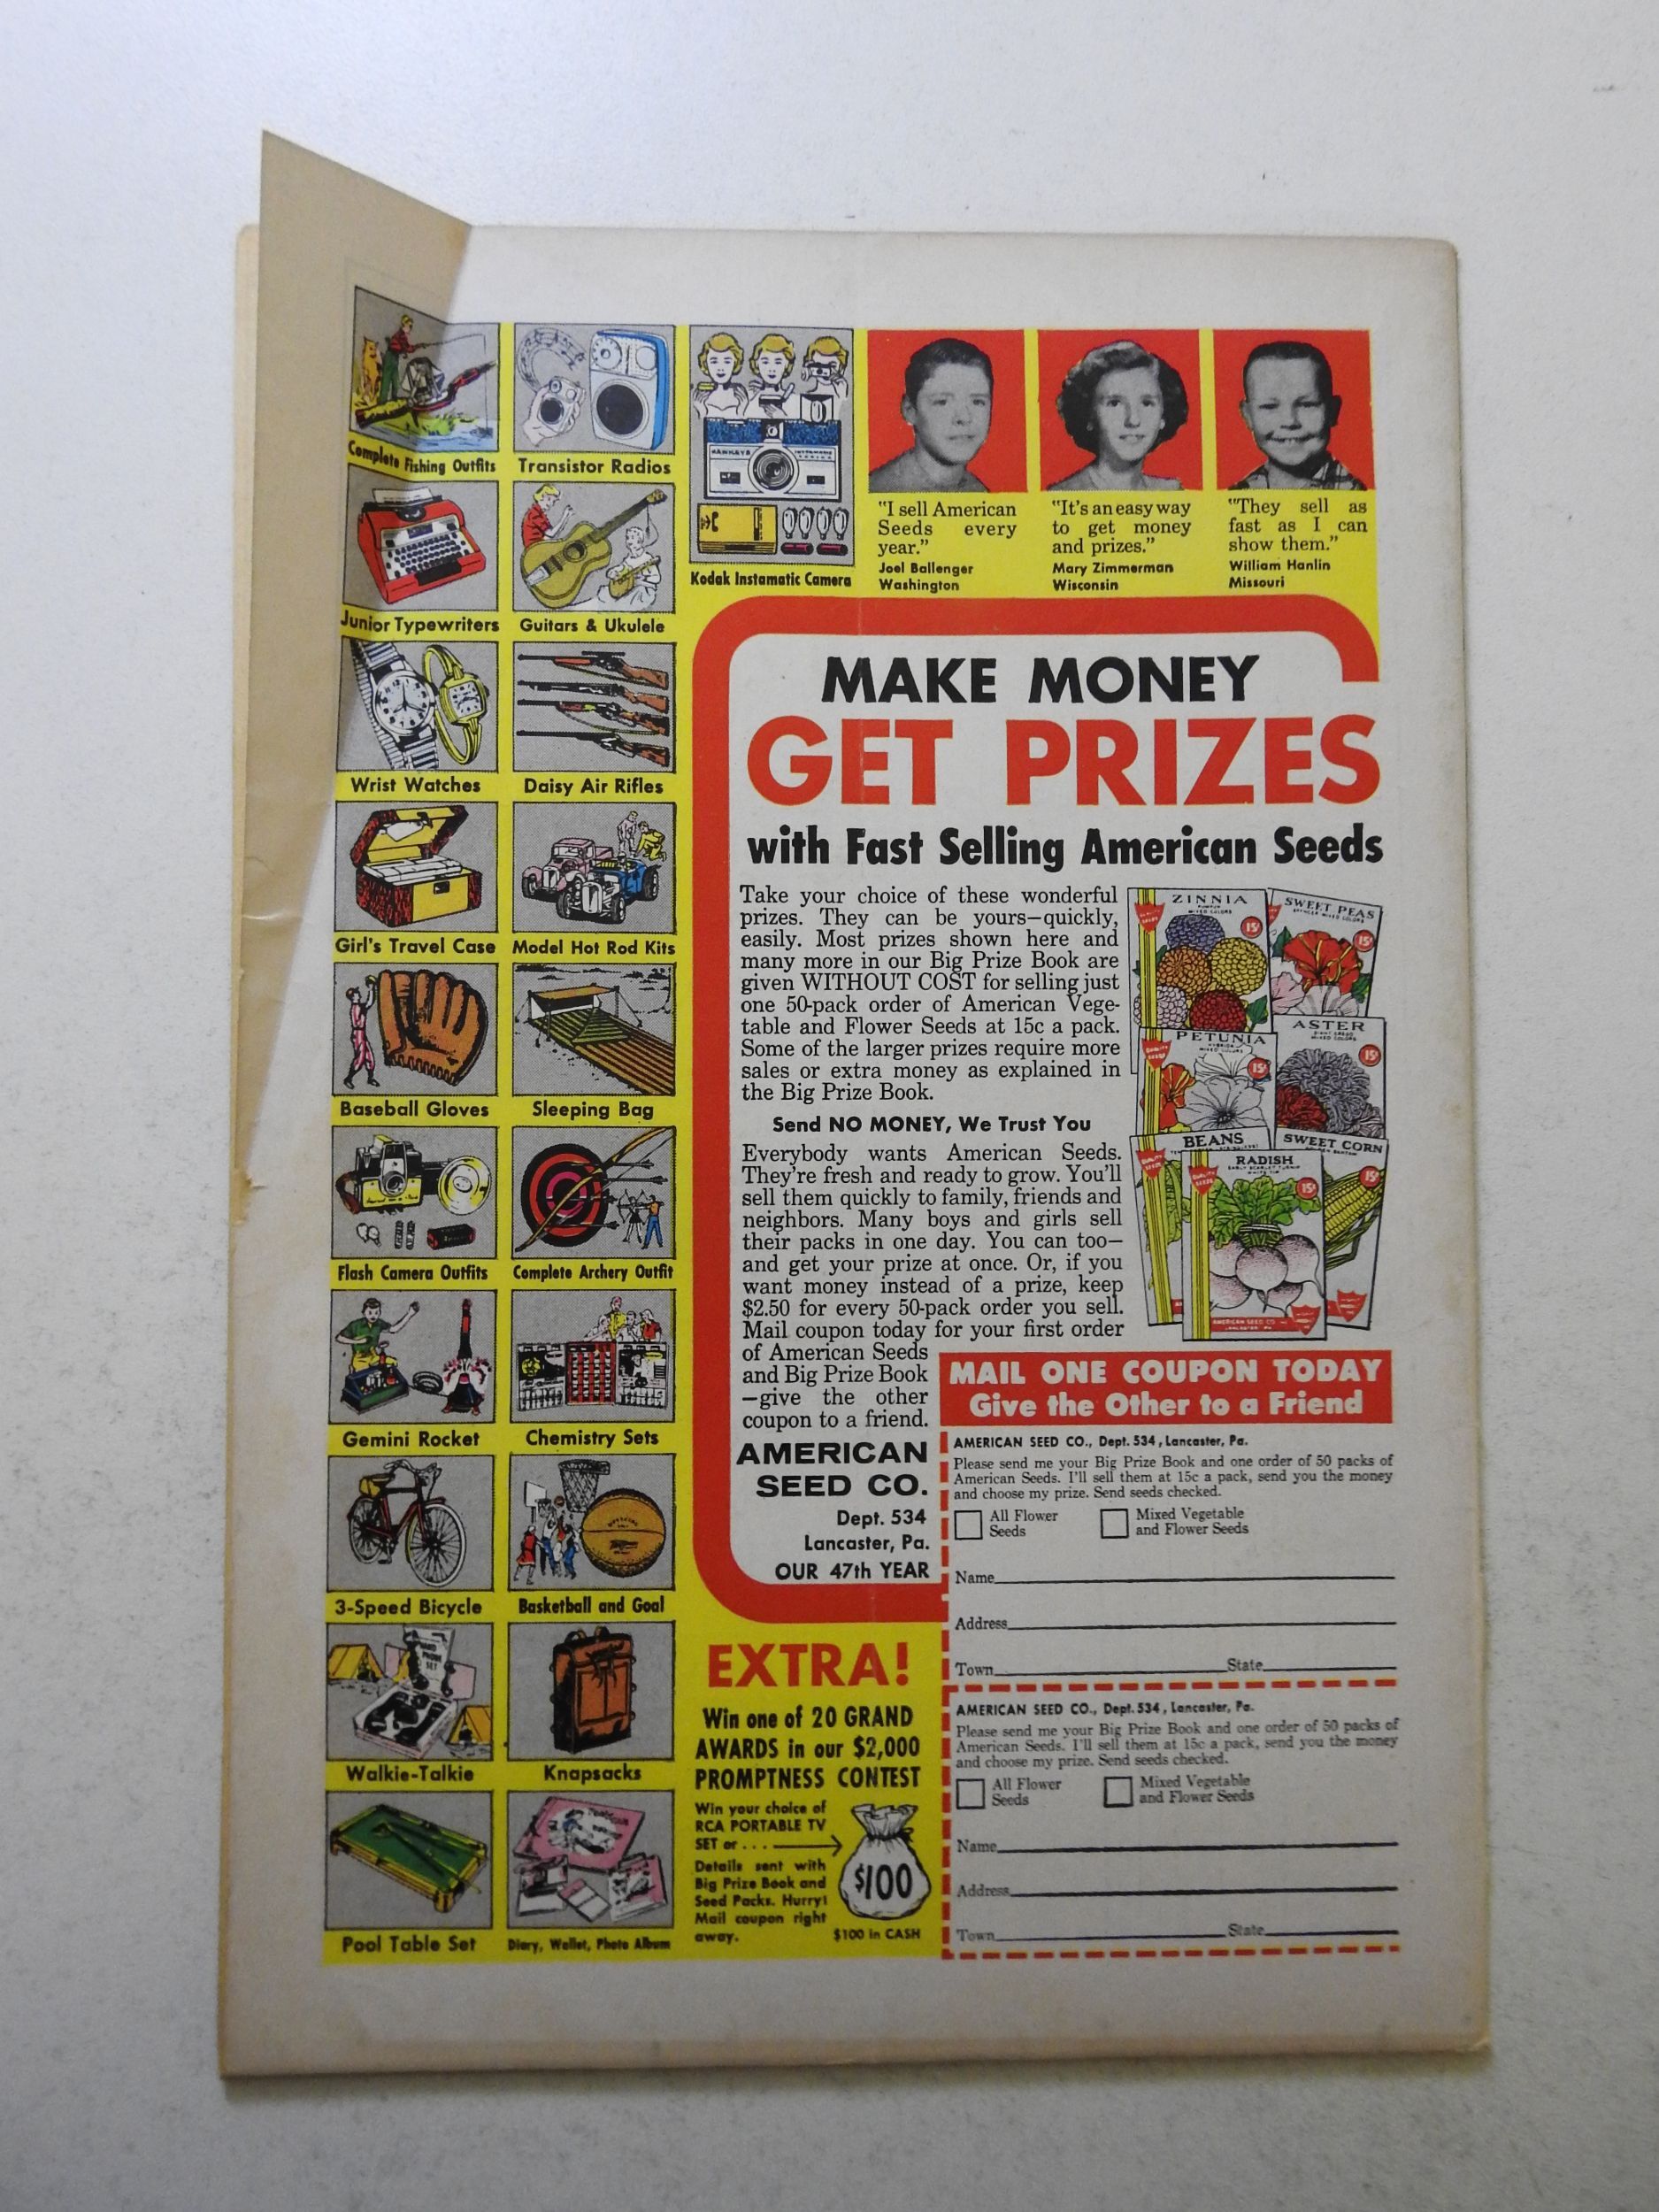 Complete Fishing Outfits
Transistor Radios
Junior Typewriters
Guitars & Ukulele
Wrist Watches
Daisy Air Rifles
Girl's Travel Case
Model Hot Rod Kits
Baseball Gloves
Sleeping Bag
Flash Camera Outfits
Complete Archery Outfit
Gemini Rocket
Chemistry Sets
3-Speed Bicycle
Basketball and Goal
Walkie-Talkie
Knapsacks
Pool Table Set
Diary, Wallet, Photo Album
Kodak Instamatic Camera
"I sell American
Seeds every
year."
Joel Ballenger
Washington
"It's an easy way
to get money
and prizes."
Mary Zimmerman
Wisconsin
"They sell as
fast as I can
show them."
William Hanlin
Missouri
MAKE MONEY
GET PRIZES
with Fast Selling American Seeds
Take your choice of these wonderful
prizes. They can be yours—quickly,
easily. Most prizes shown here and
many more in our Big Prize Book are
given WITHOUT COST for selling just
one 50-pack order of American Vege-
table and Flower Seeds at 15c a pack.
Some of the larger prizes require more
sales or extra money as explained in
the Big Prize Book.
Send NO MONEY, We Trust You
Everybody wants American Seeds.
They're fresh and ready to grow. You'll
sell them quickly to family, friends and
neighbors. Many boys and girls sell
their packs in one day. You can too—
and get your prize at once. Or, if you
want money instead of a prize, keep
$2.50 for every 50-pack order you sell.
Mail coupon today for your first order
of American Seeds
and Big Prize Book
—give the other
coupon to a friend.
AMERICAN
SEED CO.
Dept. 534
Lancaster, Pa.
OUR 47th YEAR
ZINNIA
MIXED COLORS
15¢
SWEET PEAS
MIXED COLORS
15¢
PETUNIA
MIXED COLORS
15¢
ASTER
MIXED COLORS
15¢
BEANS
SWEET CORN
15¢
RADISH
15¢
AMERICAN SEED CO.
LANCASTER PA.
MAIL ONE COUPON TODAY
Give the Other to a Friend
AMERICAN SEED CO., Dept. 534, Lancaster, Pa.
Please send me your Big Prize Book and one order of 50 packs of
American Seeds. I'll sell them at 15c a pack, send you the money
and choose my prize. Send seeds checked.
All Flower
Seeds
Mixed Vegetable
and Flower Seeds
Name
Address
Town State
AMERICAN SEED CO., Dept. 534, Lancaster, Pa.
Please send me your Big Prize Book and one order of 50 packs of
American Seeds. I'll sell them at 15c a pack, send you the money
and choose my prize. Send seeds checked.
All Flower
Seeds
Mixed Vegetable
and Flower Seeds
Name
Address
Town State
EXTRA!
Win one of 20 GRAND
AWARDS in our $2,000
PROMPTNESS CONTEST
Win your choice of
RCA PORTABLE TV
SET or . . .
Details sent with
Big Prize Book and
Seed Packs. Hurry!
Mail coupon right
away.
$100
$100 in CASH